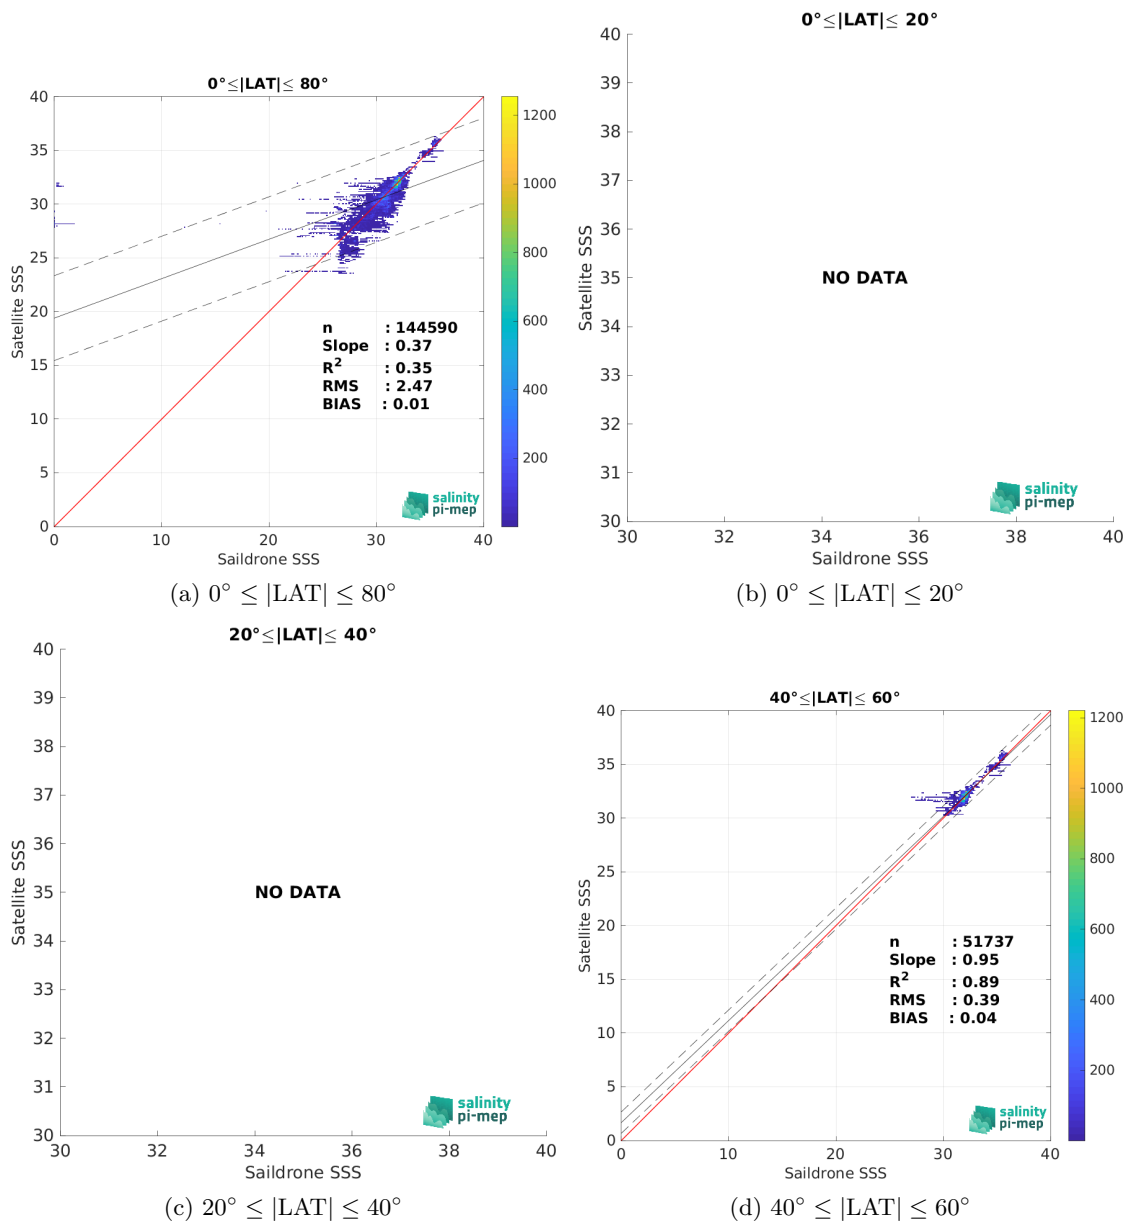 0°≤|LAT|≤ 80°
40
35
30
25
20
15
10
5
0
0
10
20
30
40
Satellite SSS
Saildrone SSS
n : 144590
Slope : 0.37
R² : 0.35
RMS : 2.47
BIAS : 0.01
salinity
pi-mep
1200
1000
800
600
400
200
(a) 0° ≤ |LAT| ≤ 80°
0°≤|LAT|≤ 20°
40
39
38
37
36
35
34
33
32
31
30
30
32
34
36
38
40
Satellite SSS
Saildrone SSS
NO DATA
salinity
pi-mep
(b) 0° ≤ |LAT| ≤ 20°
20°≤|LAT|≤ 40°
40
39
38
37
36
35
34
33
32
31
30
30
32
34
36
38
40
Satellite SSS
Saildrone SSS
NO DATA
salinity
pi-mep
(c) 20° ≤ |LAT| ≤ 40°
40°≤|LAT|≤ 60°
40
35
30
25
20
15
10
5
0
0
10
20
30
40
Satellite SSS
Saildrone SSS
n : 51737
Slope : 0.95
R² : 0.89
RMS : 0.39
BIAS : 0.04
salinity
pi-mep
1200
1000
800
600
400
200
(d) 40° ≤ |LAT| ≤ 60°